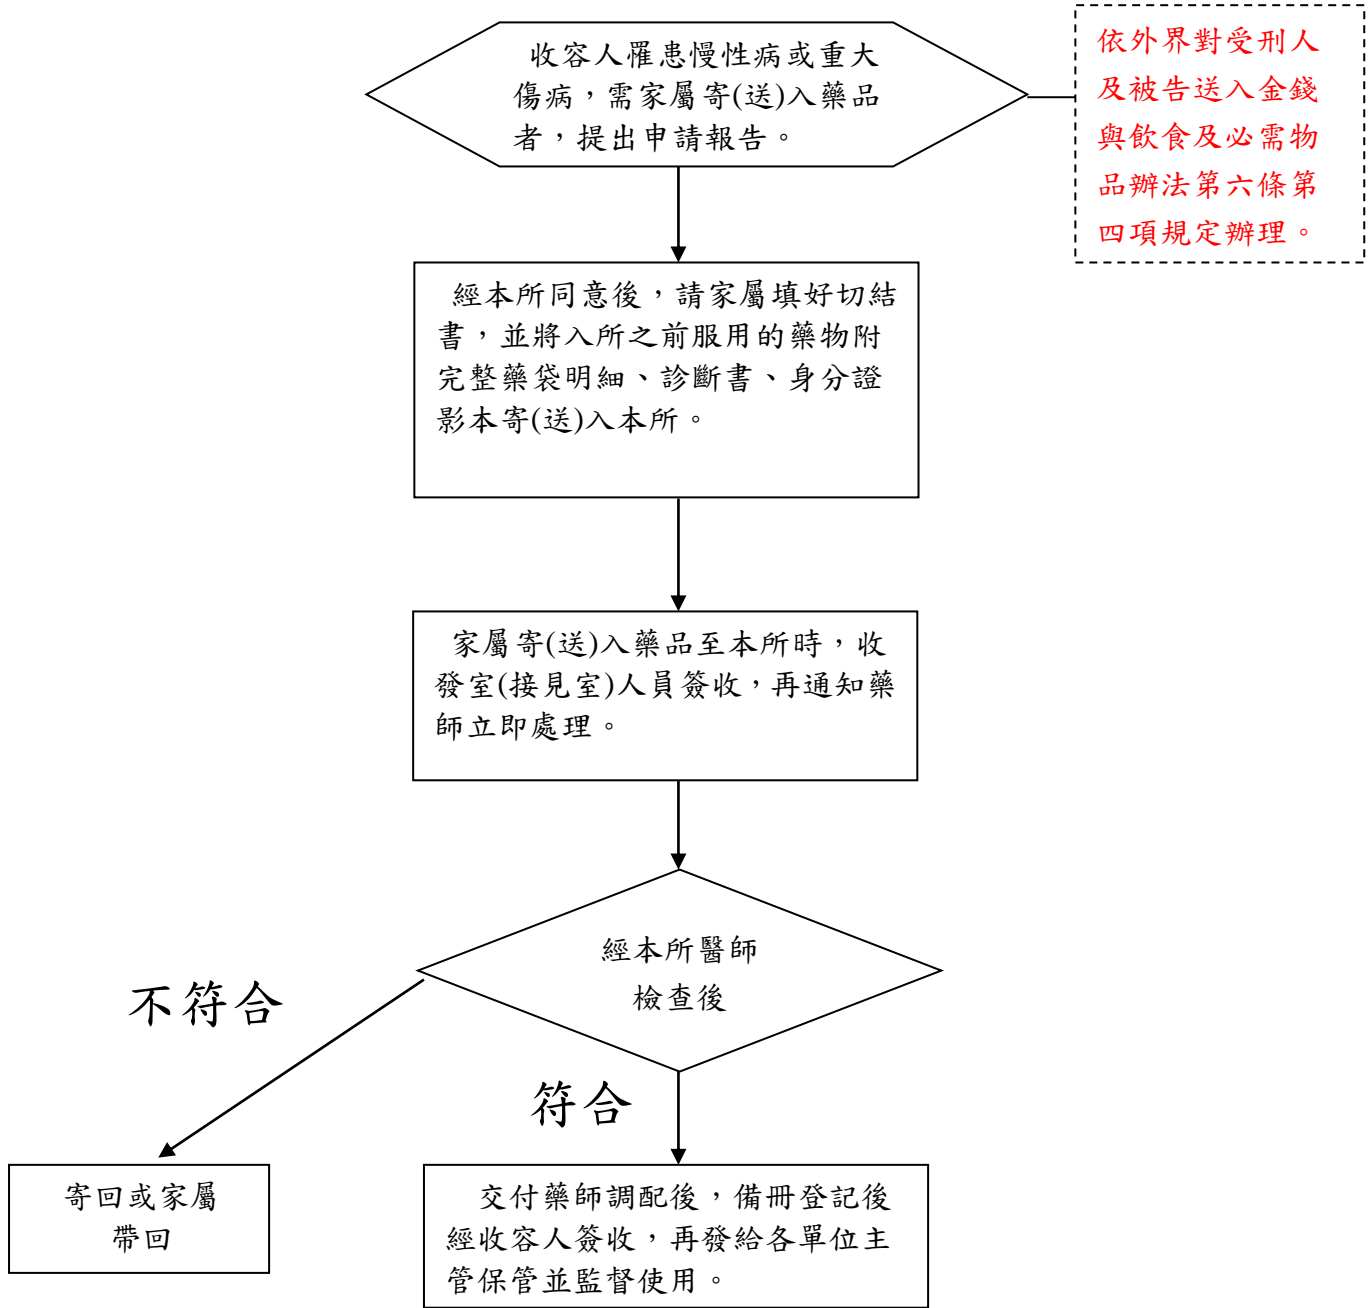 收容人罹患慢性病或重大
傷病，需家屬寄(送)入藥品
者，提出申請報告。
依外界對受刑人
及被告送入金錢
與飲食及必需物
品辦法第六條第
四項規定辦理。
經本所同意後，請家屬填好切結
書，並將入所之前服用的藥物附
完整藥袋明細、診斷書、身分證
影本寄(送)入本所。
家屬寄(送)入藥品至本所時，收
發室(接見室)人員簽收，再通知藥
師立即處理。
經本所醫師
檢查後
不符合
符合
寄回或家屬
帶回
交付藥師調配後，備冊登記後
經收容人簽收，再發給各單位主
管保管並監督使用。